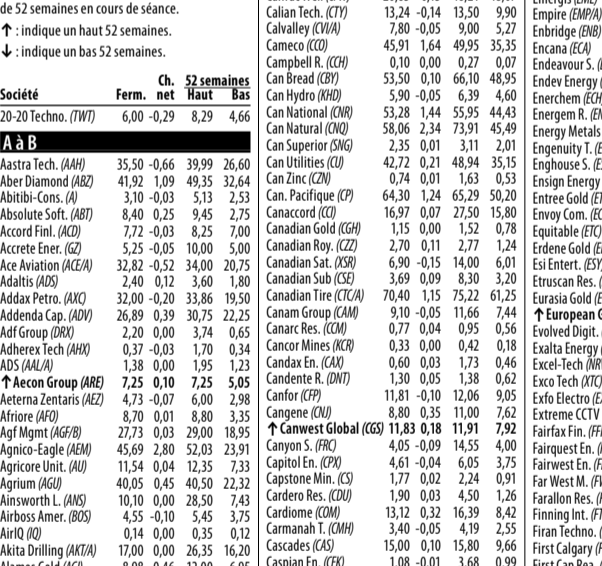 de 52 semaines en cours de séance.
↑ : indique un haut 52 semaines.
↓ : indique un bas 52 semaines.
Ch. 52 semaines
Société Ferm. net Haut Bas
20-20 Techno. (TWT) 6,00 -0,29 8,29 4,66
A à B
Aastra Tech. (AAH) 35,50 -0,66 39,99 26,60
Aber Diamond (ABZ) 41,92 1,09 49,35 32,64
Abitibi-Cons. (A) 3,10 -0,03 5,13 2,53
Absolute Soft. (ABT) 8,40 0,25 9,45 2,75
Accord Finl. (ACD) 7,72 -0,03 8,25 7,00
Accrete Ener. (GZ) 5,25 -0,05 10,00 5,00
Ace Aviation (ACE/A) 32,82 -0,52 34,00 20,75
Adaltis (ADS) 2,40 0,12 3,60 1,80
Addax Petro. (AXC) 32,00 -0,20 33,86 19,50
Addenda Cap. (ADV) 26,89 0,39 30,75 22,25
Adf Group (DRX) 2,20 0,00 3,74 0,65
Adherex Tech (AHX) 0,37 -0,03 1,70 0,34
ADS (AAL/A) 1,38 0,00 1,95 1,23
↑Aecon Group (ARE) 7,25 0,10 7,25 5,05
Aeterna Zentaris (AEZ) 4,73 -0,07 6,00 2,98
Afriore (AFO) 8,70 0,01 8,80 3,35
Agf Mgmt (AGF/B) 27,73 0,03 29,00 18,95
Agnico-Eagle (AEM) 45,69 2,80 52,03 23,91
Agricore Unit. (AU) 11,54 0,04 12,35 7,33
Agrium (AGU) 40,05 0,45 40,50 22,32
Ainsworth L. (ANS) 10,10 0,00 28,50 7,43
Airboss Amer. (BOS) 4,55 -0,10 5,45 3,75
AirIQ (IQ) 0,14 0,00 0,35 0,12
Akita Drilling (AKT/A) 17,00 0,00 26,35 16,20
Calian Tech. (CTY) 13,24 -0,14 13,50 9,90
Calvalley (CVI/A) 7,80 -0,05 9,00 5,27
Cameco (CCO) 45,91 1,64 49,95 35,35
Campbell R. (CCH) 0,10 0,00 0,27 0,07
Can Bread (CBY) 53,50 0,10 66,10 48,95
Can Hydro (KHD) 5,90 -0,05 6,39 4,60
Can National (CNR) 53,28 1,44 55,95 44,43
Can Natural (CNQ) 58,06 2,34 73,91 45,49
Can Superior (SNG) 2,35 0,01 3,11 2,01
Can Utilities (CU) 42,72 0,21 48,94 35,15
Can Zinc (CZN) 0,74 0,01 1,63 0,53
Can. Pacifique (CP) 64,30 1,24 65,29 50,20
Canaccord (CCI) 16,97 0,07 27,50 15,80
Canadian Gold (CGH) 1,15 0,00 1,52 0,78
Canadian Roy. (CZZ) 2,70 0,11 2,77 1,24
Canadian Sat. (XSR) 6,90 -0,15 14,00 6,01
Canadian Sub (CSE) 3,69 0,09 8,30 3,20
Canadian Tire (CTC/A) 70,40 1,15 75,22 61,25
Canam Group (CAM) 9,10 -0,05 11,66 7,44
Canarc Res. (CCM) 0,77 0,04 0,95 0,56
Cancor Mines (KCR) 0,33 0,00 0,42 0,18
Candax En. (CAX) 0,60 0,03 1,73 0,46
Candente R. (DNT) 1,30 0,05 1,38 0,62
Canfor (CFP) 11,81 -0,10 12,06 9,05
Cangene (CNJ) 8,80 0,35 11,00 7,62
↑Canwest Global (CGS) 11,83 0,18 11,91 7,92
Canyon S. (FRC) 4,05 -0,09 14,55 4,00
Capitol En. (CPX) 4,61 -0,04 6,05 3,75
Capstone Min. (CS) 1,77 0,02 2,24 0,91
Cardero Res. (CDU) 1,90 0,03 4,50 1,26
Cardiome (COM) 13,12 0,32 16,39 8,42
Carmanah T. (CMH) 3,40 -0,05 4,19 2,55
Cascades (CAS) 15,00 0,10 15,80 9,66
Caspian En. (CEK) 1,08 -0,01 3,68 0,99
Empire (EMP/A)
Enbridge (ENB)
Encana (ECA)
Endeavour S.
Endev Energy
Enerchem (ECH
Energem R. (EN
Energy Metals
Engenuity T. (E
Enghouse S. (E
Ensign Energy
Entree Gold (ET
Envoy Com. (EC
Equitable (ETC)
Erdene Gold (E
Esi Entert. (ESY
Etruscan Res. (
Eurasia Gold (E
↑European G
Evolved Digit. (
Exalta Energy
Excel-Tech (NR
Exco Tech (XTC)
Exfo Electro (E
Extreme CCTV
Fairfax Fin. (FF
Fairquest En. (
Fairwest En. (F
Far West M. (F
Farallon Res. (
Finning Int. (FT
Firan Techno. (
First Calgary (F